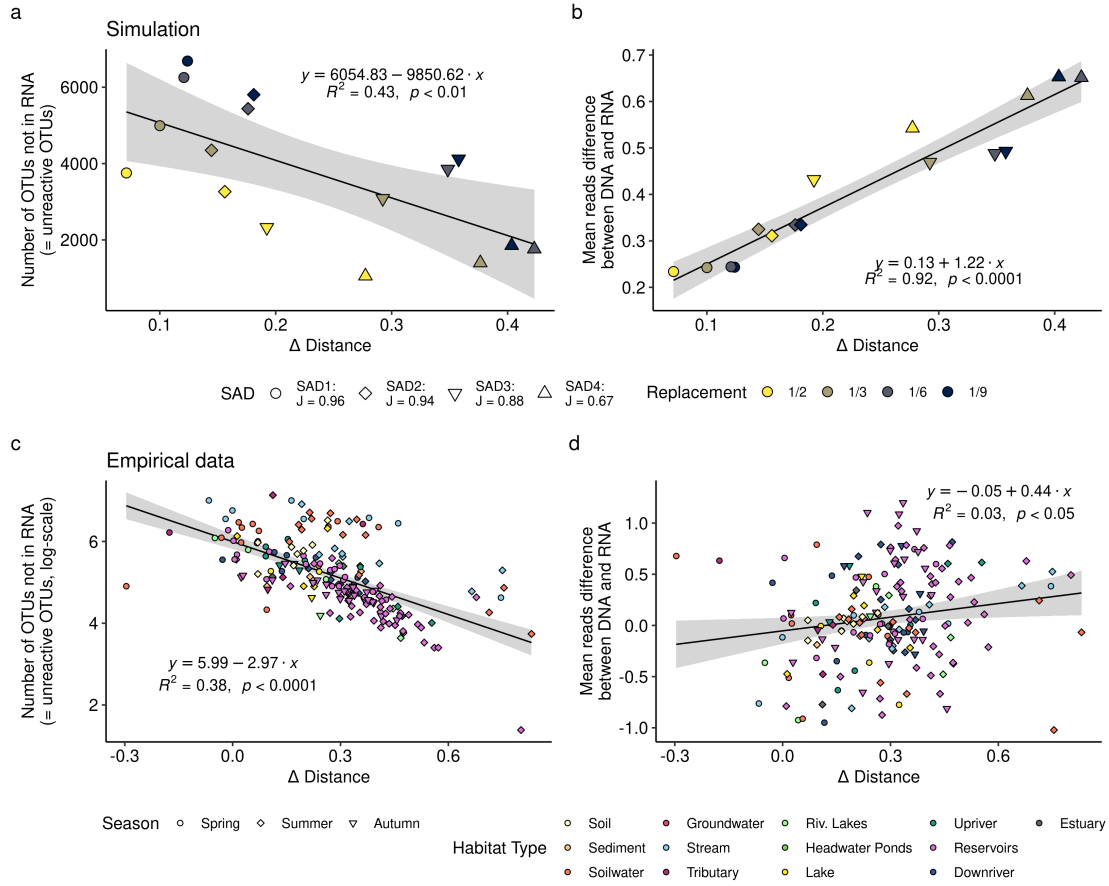 a
Simulation
Number of OTUs not in RNA
(= unreactive OTUs)
6000
4000
2000
y = 6054.83 − 9850.62 · x
R² = 0.43, p < 0.01
0.1
0.2
0.3
0.4
Δ Distance
b
Mean reads difference
between DNA and RNA
0.7
0.6
0.5
0.4
0.3
0.2
y = 0.13 + 1.22 · x
R² = 0.92, p < 0.0001
0.1
0.2
0.3
0.4
Δ Distance
SAD
SAD1:
J = 0.96
SAD2:
J = 0.94
SAD3:
J = 0.88
SAD4:
J = 0.67
Replacement
1/2
1/3
1/6
1/9
c
Empirical data
Number of OTUs not in RNA
(= unreactive OTUs, log-scale)
6
4
2
y = 5.99 − 2.97 · x
R² = 0.38, p < 0.0001
-0.3
0.0
0.3
0.6
Δ Distance
d
Mean reads difference
between DNA and RNA
1.0
0.5
0.0
-0.5
-1.0
y = −0.05 + 0.44 · x
R² = 0.03, p < 0.05
-0.3
0.0
0.3
0.6
Δ Distance
Season
Spring
Summer
Autumn
Habitat Type
Soil
Sediment
Soilwater
Groundwater
Stream
Tributary
Riv. Lakes
Headwater Ponds
Lake
Upriver
Reservoirs
Downriver
Estuary